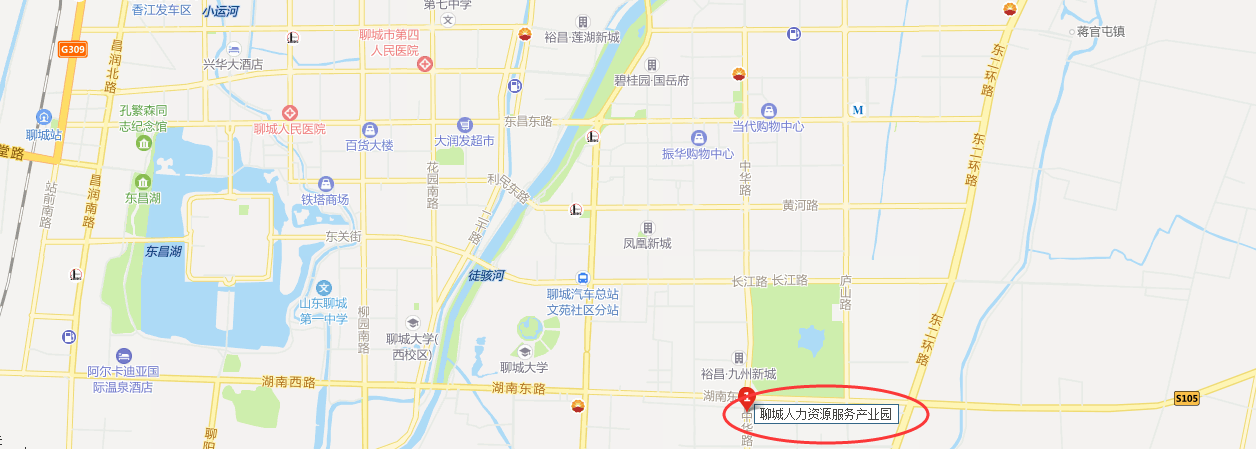 香江发车区
小运河
第七中学
G309
昌润北路
兴华大酒店
聊城市第四
人民医院
裕昌·莲湖新城
碧桂园·国岳府
蒋官屯镇
东二环路
孔繁森同
志纪念馆
聊城站
堂路
聊城人民医院
百货大楼
大润发超市
东昌东路
当代购物中心
M
振华购物中心
东二环路
站前南路
昌润南路
东昌湖
铁塔商场
花园南路
利民东路
中华路
黄河路
东昌湖
东关街
二干路
凤凰新城
徒骇河
长江路
长江路
庐山路
山东聊城
第一中学
聊城汽车总站
文苑社区分站
柳园南路
聊城大学(
西校区)
聊城大学
东二环路
阿尔卡迪亚国
际温泉酒店
湖南西路
湖南东路
裕昌·九州新城
湖南东
S105
聊城人力资源服务产业园
中华路
聊阳